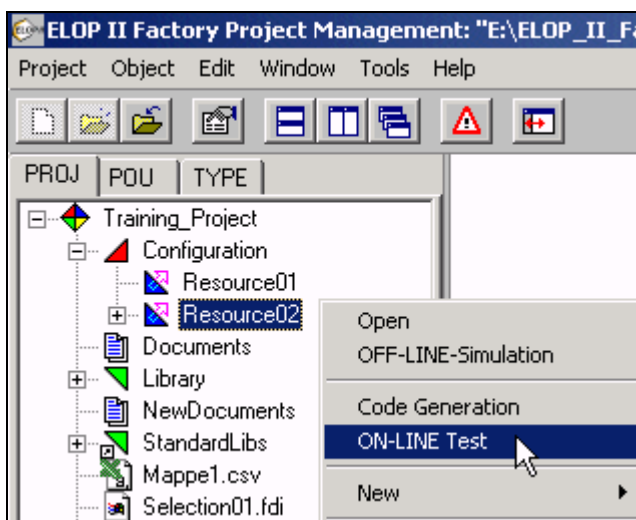 ELOP II Factory Project Management: "E:\ELOP_II_Fa
Project Object Edit Window Tools Help
PROJ POU TYPE
Training_Project
Configuration
Resource01
Resource02
Documents
Library
NewDocuments
StandardLibs
Mappe1.csv
Selection01.fdi
Open
OFF-LINE-Simulation
Code Generation
ON-LINE Test
New